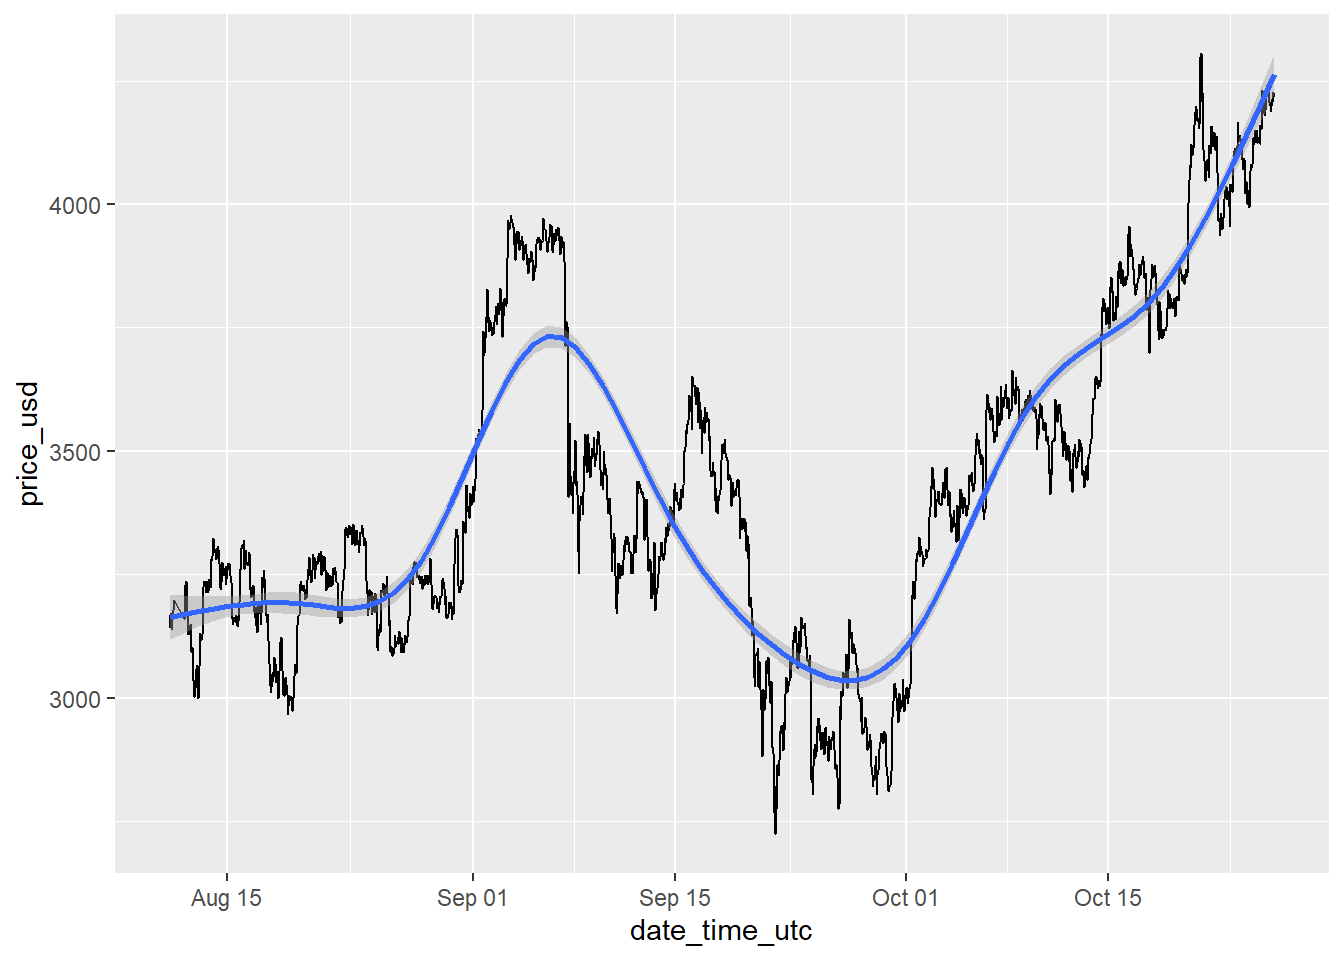 price_usd
4000
3500
3000
Aug 15
Sep 01
Sep 15
Oct 01
Oct 15
date_time_utc